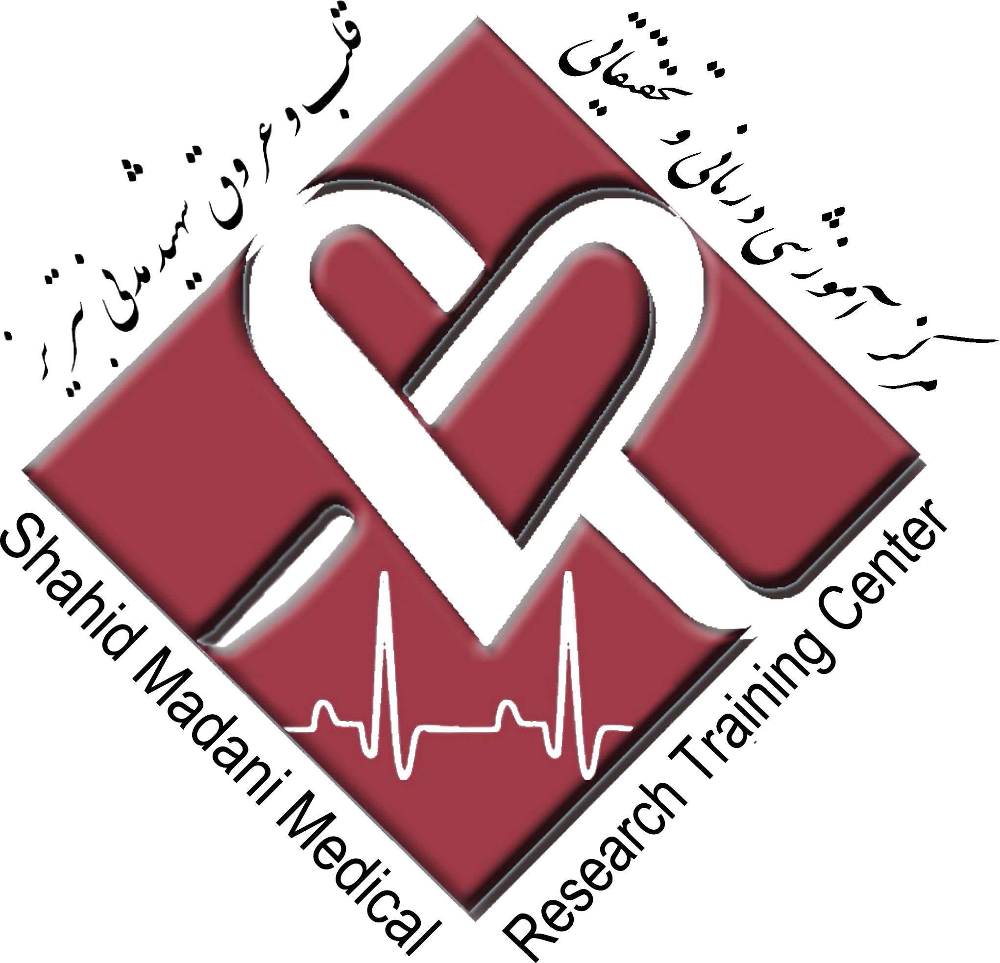 مرکز آموزشی درمانی و تحقیقاتی
قلب و عروق شهید مدنی تبریز
Shahid Madani Medical
Research Training Center